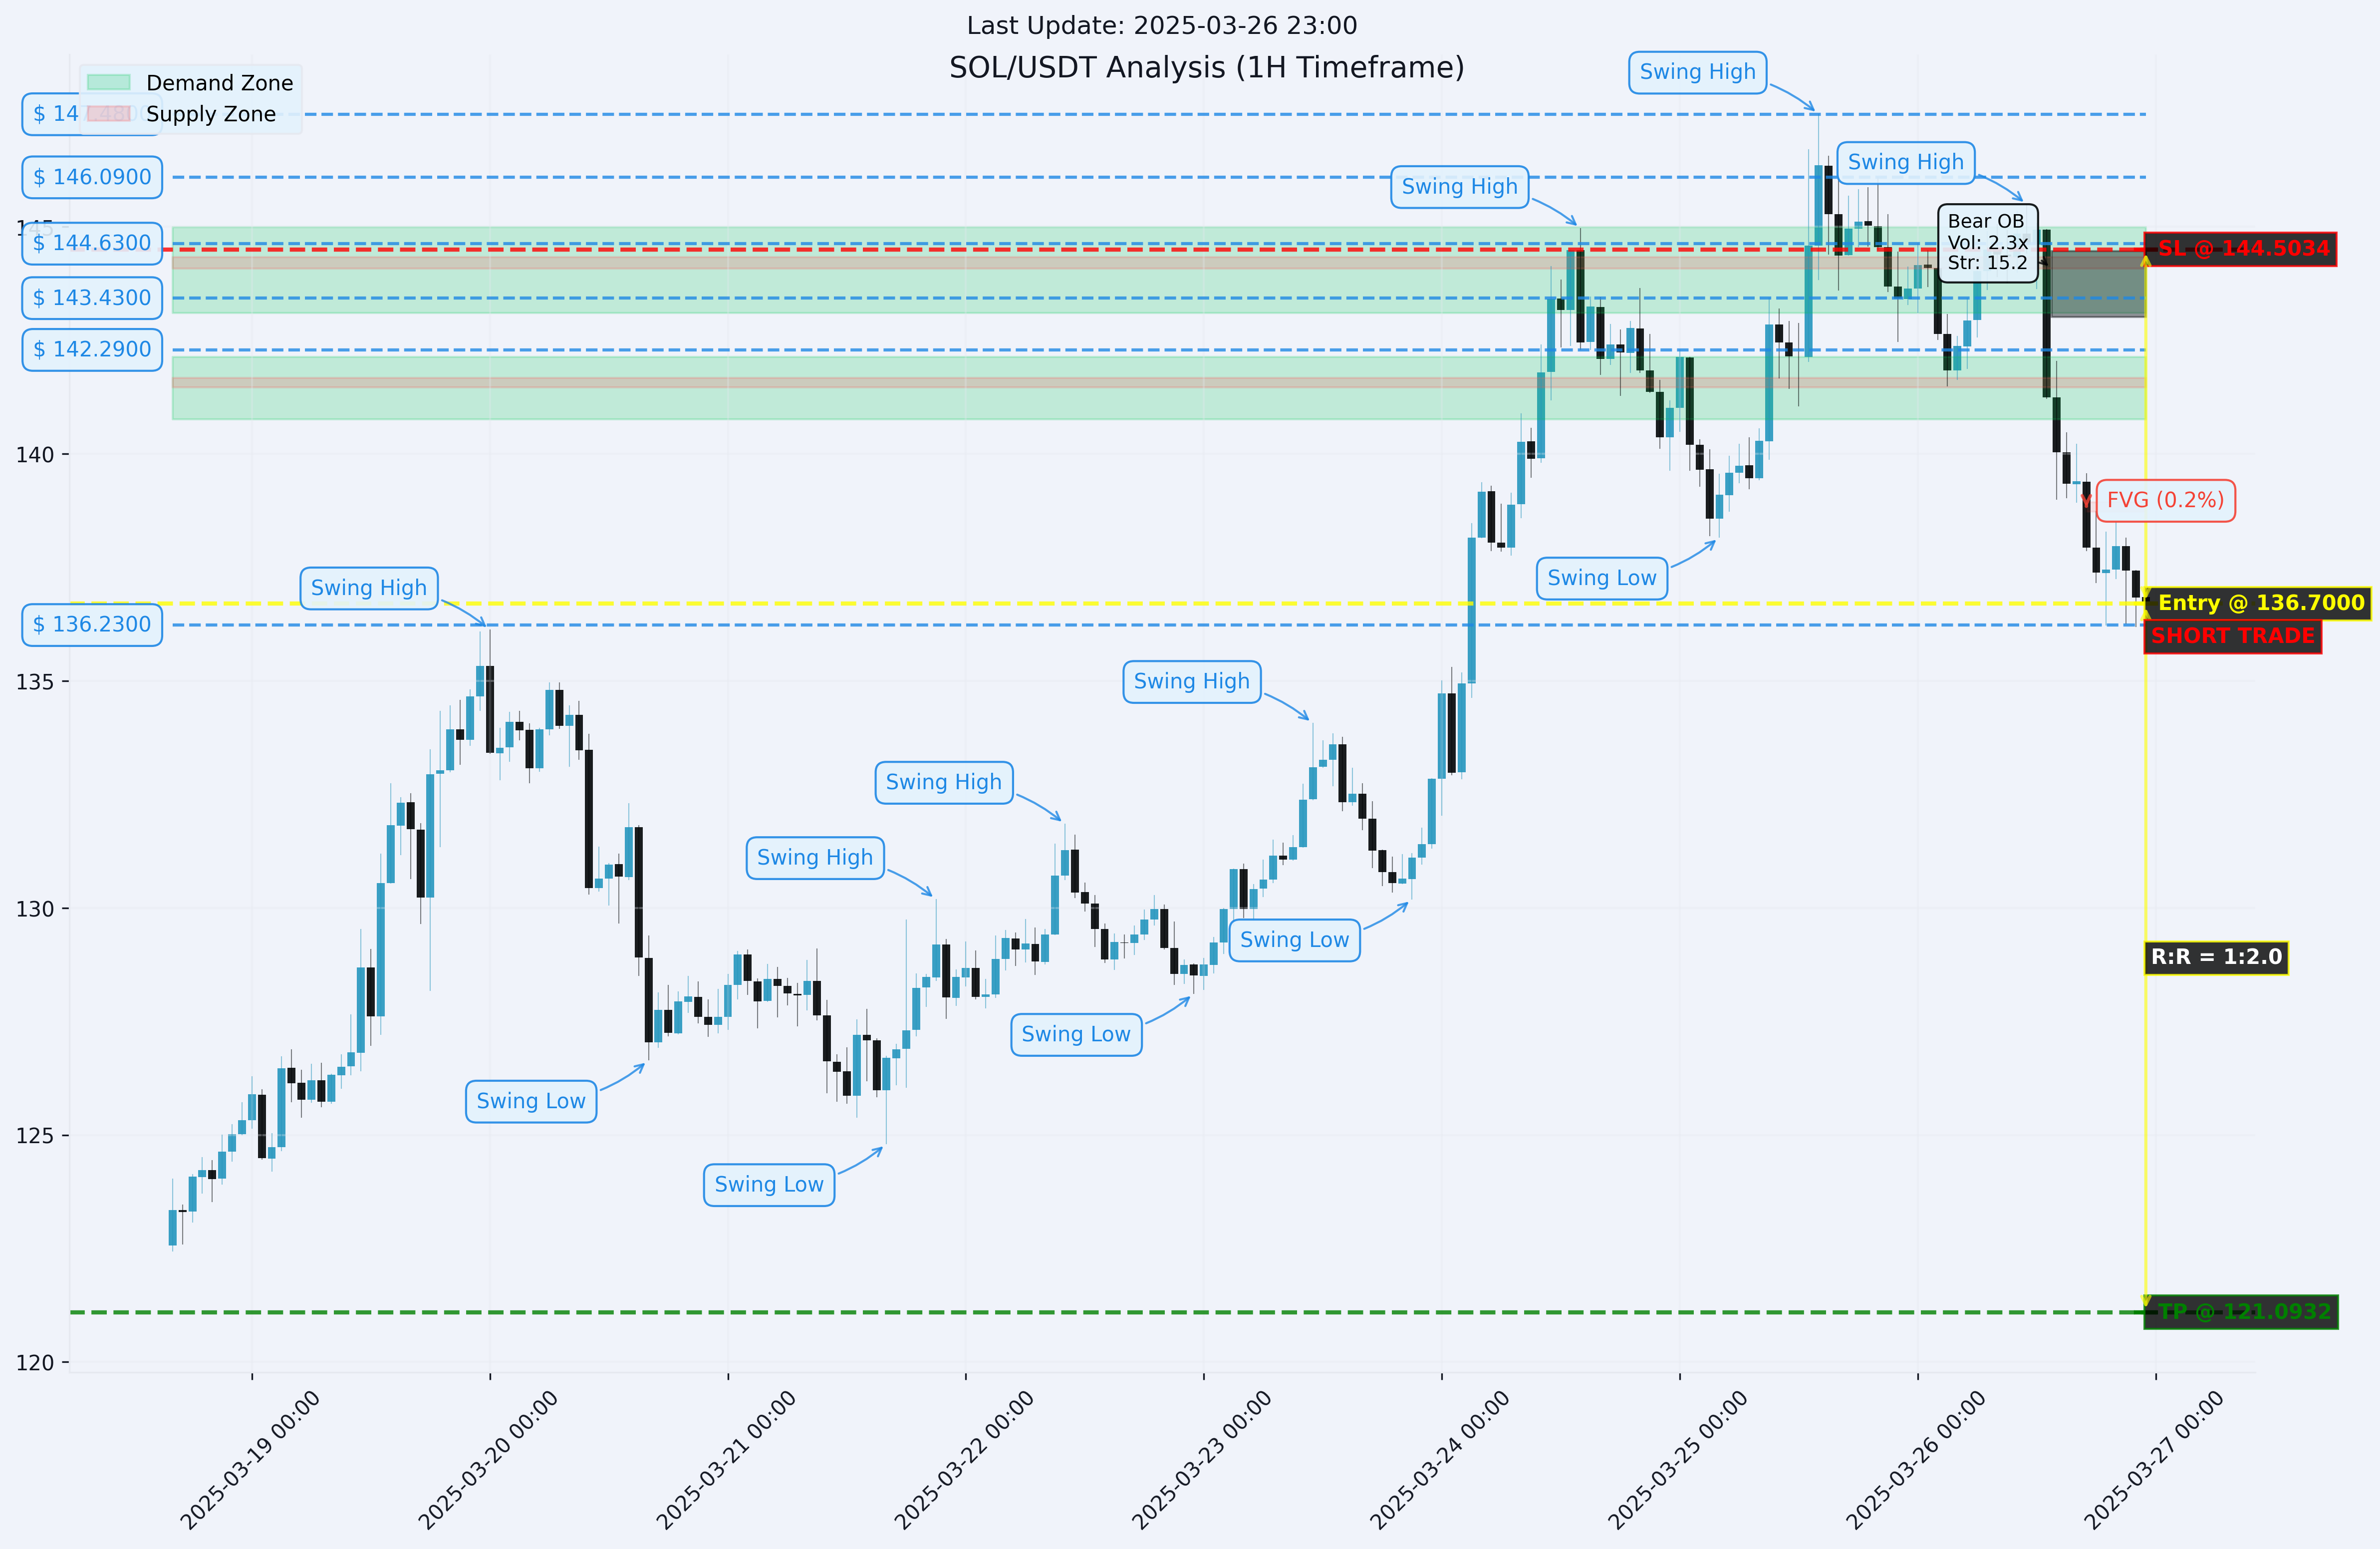 Last Update: 2025-03-26 23:00
SOL/USDT Analysis (1H Timeframe)
Demand Zone
Supply Zone
$ 147.4800
$ 146.0900
145
$ 144.6300
$ 143.4300
$ 142.2900
140
$ 136.2300
135
130
125
120
Swing High
Swing High
Swing High
Bear OB
Vol: 2.3x
Str: 15.2
SL @ 144.5034
FVG (0.2%)
Swing Low
Swing High
Entry @ 136.7000
SHORT TRADE
Swing High
Swing High
Swing High
Swing Low
R:R = 1:2.0
Swing Low
Swing Low
Swing Low
TP @ 121.0932
2025-03-19 00:00
2025-03-20 00:00
2025-03-21 00:00
2025-03-22 00:00
2025-03-23 00:00
2025-03-24 00:00
2025-03-25 00:00
2025-03-26 00:00
2025-03-27 00:00